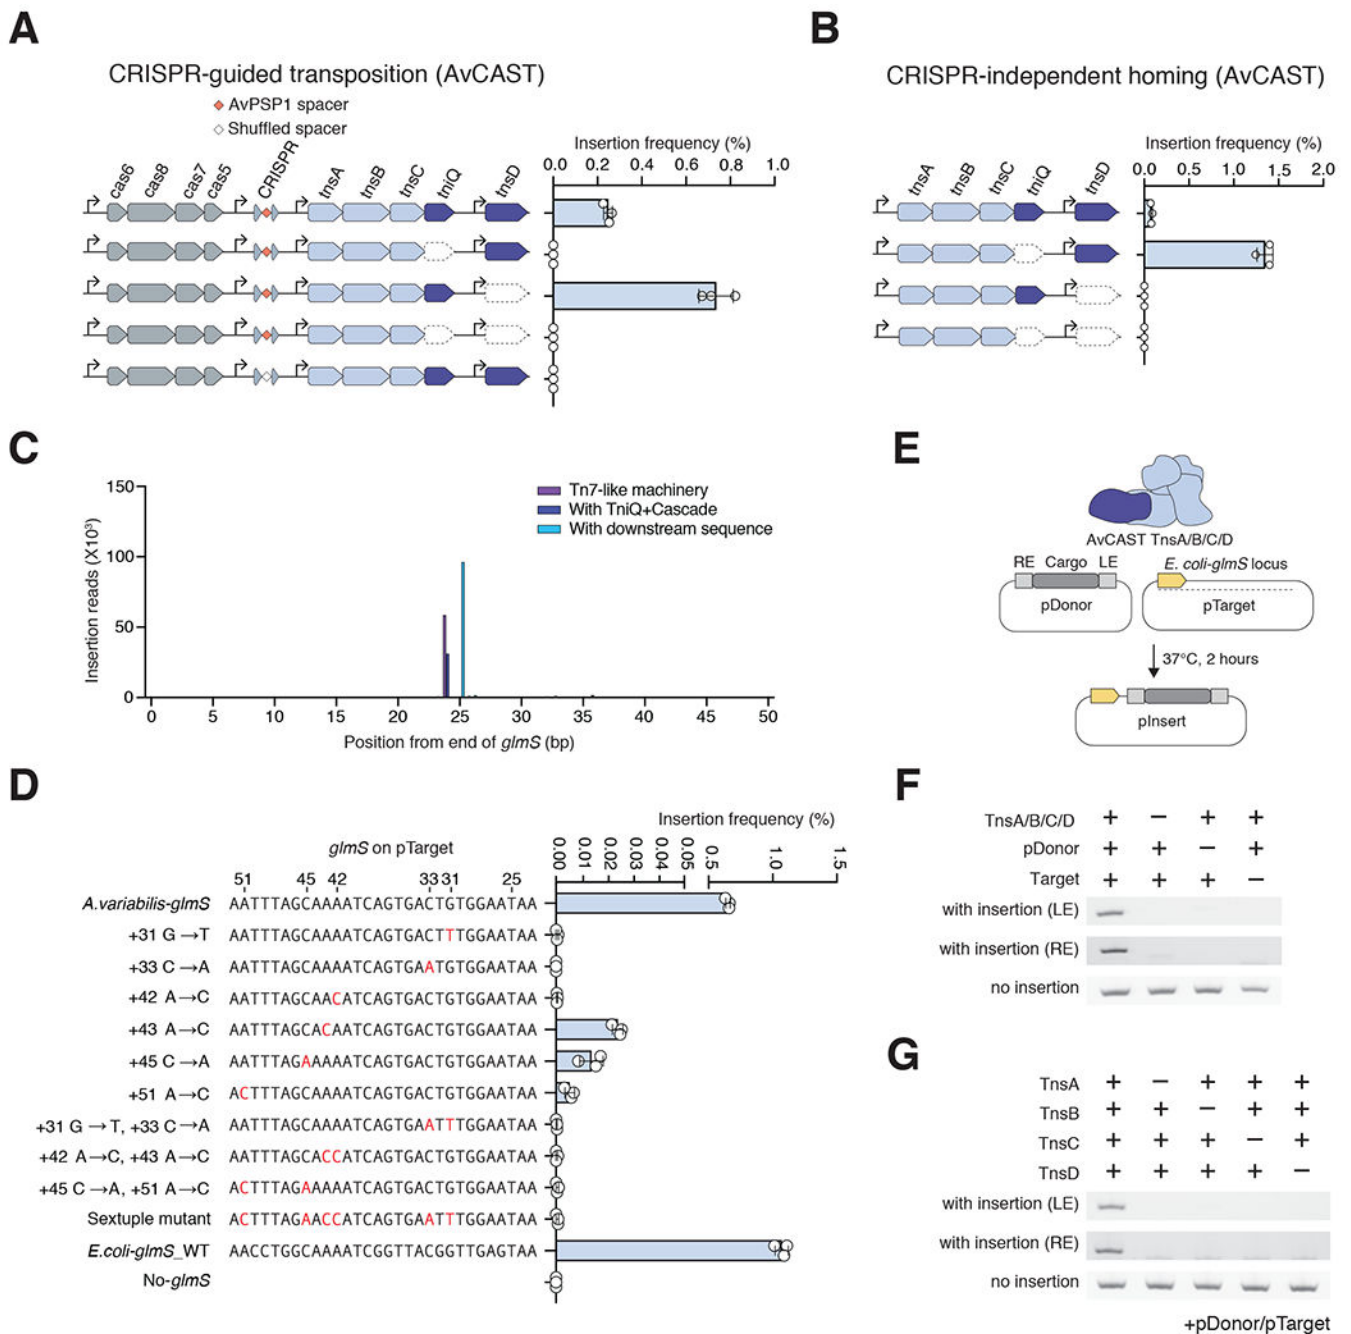 A
CRISPR-guided transposition (AvCAST)
AvPSP1 spacer
Shuffled spacer
cas6
cas8
cas7
cas5
CRISPR
tnsA
tnsB
tnsC
tniQ
tnsD
Insertion frequency (%)
0.0 0.2 0.4 0.6 0.8 1.0
B
CRISPR-independent homing (AvCAST)
tnsA
tnsB
tnsC
tniQ
tnsD
Insertion frequency (%)
0.0 0.5 1.0 1.5 2.0
C
Insertion reads (X10³)
150
100
50
0
Tn7-like machinery
With TniQ+Cascade
With downstream sequence
0 5 10 15 20 25 30 35 40 45 50
Position from end of glmS (bp)
D
glmS on pTarget
Insertion frequency (%)
0.00 0.01 0.02 0.03 0.04 0.05 0.5 1.0 1.5
51 45 42 33 31 25
A.variabilis-glmS AATTTAGCAAAATCAGTGACTGTGGAATAA
+31 G→T AATTTAGCAAAATCAGTGACTTTGGAATAA
+33 C→A AATTTAGCAAAATCAGTGAATGTGGAATAA
+42 A→C AATTTAGCAACATCAGTGACTGTGGAATAA
+43 A→C AATTTAGCACAATCAGTGACTGTGGAATAA
+45 C→A AATTTAGAAAAATCAGTGACTGTGGAATAA
+51 A→C ACTTTAGCAAAATCAGTGACTGTGGAATAA
+31 G→T, +33 C→A AATTTAGCAAAATCAGTGAATTTGGAATAA
+42 A→C, +43 A→C AATTTAGCACCATCAGTGACTGTGGAATAA
+45 C→A, +51 A→C ACTTTAGAAAAATCAGTGACTGTGGAATAA
Sextuple mutant ACTTTAGAACCATCAGTGAATTTGGAATAA
E.coli-glmS_WT AACCTGGCAAAATCGGTTACGGTTGAGTAA
No-glmS
E
AvCAST TnsA/B/C/D
RE Cargo LE
pDonor
E. coli-glmS locus
pTarget
37°C, 2 hours
pInsert
F
TnsA/B/C/D + − + +
pDonor + + − +
Target + + + −
with insertion (LE)
with insertion (RE)
no insertion
G
TnsA + − + + +
TnsB + + − + +
TnsC + + + − +
TnsD + + + + −
with insertion (LE)
with insertion (RE)
no insertion
+pDonor/pTarget